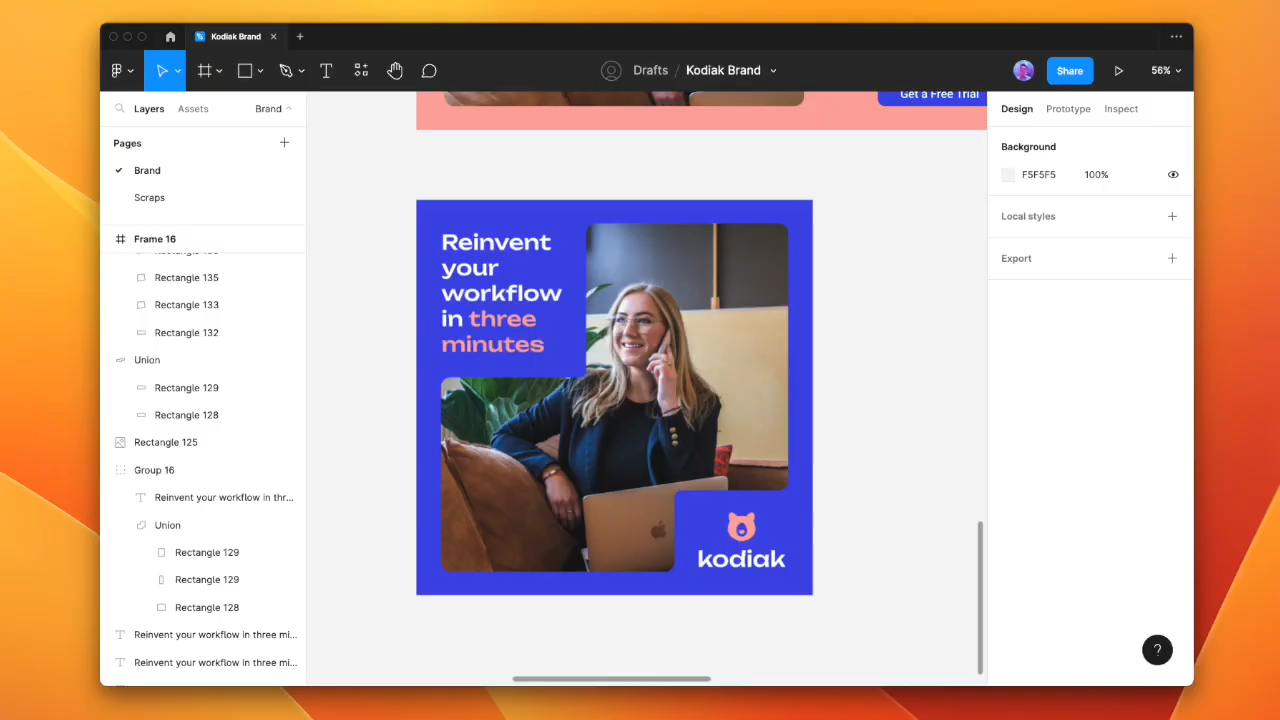 Kodiak Brand
Drafts / Kodiak Brand
Share
56%
Layers Assets Brand
Pages
Brand
Scraps
Frame 16
Rectangle 135
Rectangle 133
Rectangle 132
Union
Rectangle 129
Rectangle 128
Rectangle 125
Group 16
Reinvent your workflow in thr...
Union
Rectangle 129
Rectangle 129
Rectangle 128
Reinvent your workflow in three mi...
Reinvent your workflow in three mi...
Get a Free Trial
Reinvent
your
workflow
in three
minutes
kodiak
Design Prototype Inspect
Background
F5F5F5 100%
Local styles
Export
?